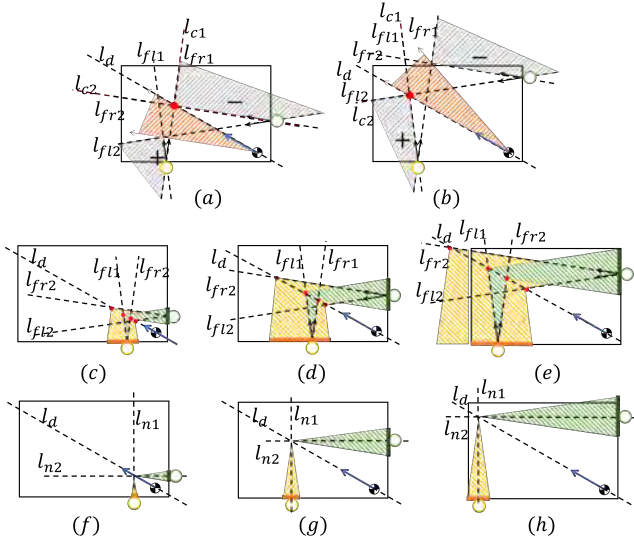 l_{c1}
l_d l_{fl1} l_{fr1}
l_{c2} −
l_{fr2}
l_{fl2} +
(a)
l_{c1}
l_{fl1} l_{fr1}
l_{fr2} −
l_d
l_{fl2}
l_{c2} +
(b)
l_d
l_{fr2} l_{fl1} l_{fr2}
l_{fl2}
(c)
l_d l_{fl1} l_{fr1}
l_{fr2}
l_{fl2}
(d)
l_d l_{fl1} l_{fr2}
l_{fr2}
l_{fl2}
(e)
l_d l_{n1}
l_{n2}
(f)
l_d l_{n1}
l_{n2}
(g)
l_d l_{n1}
l_{n2}
(h)